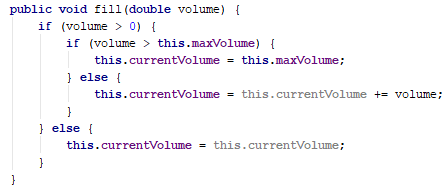 public void fill(double volume) {
    if (volume > 0) {
        if (volume > this.maxVolume) {
            this.currentVolume = this.maxVolume;
        } else {
            this.currentVolume = this.currentVolume += volume;
        }
    } else {
        this.currentVolume = this.currentVolume;
    }
}